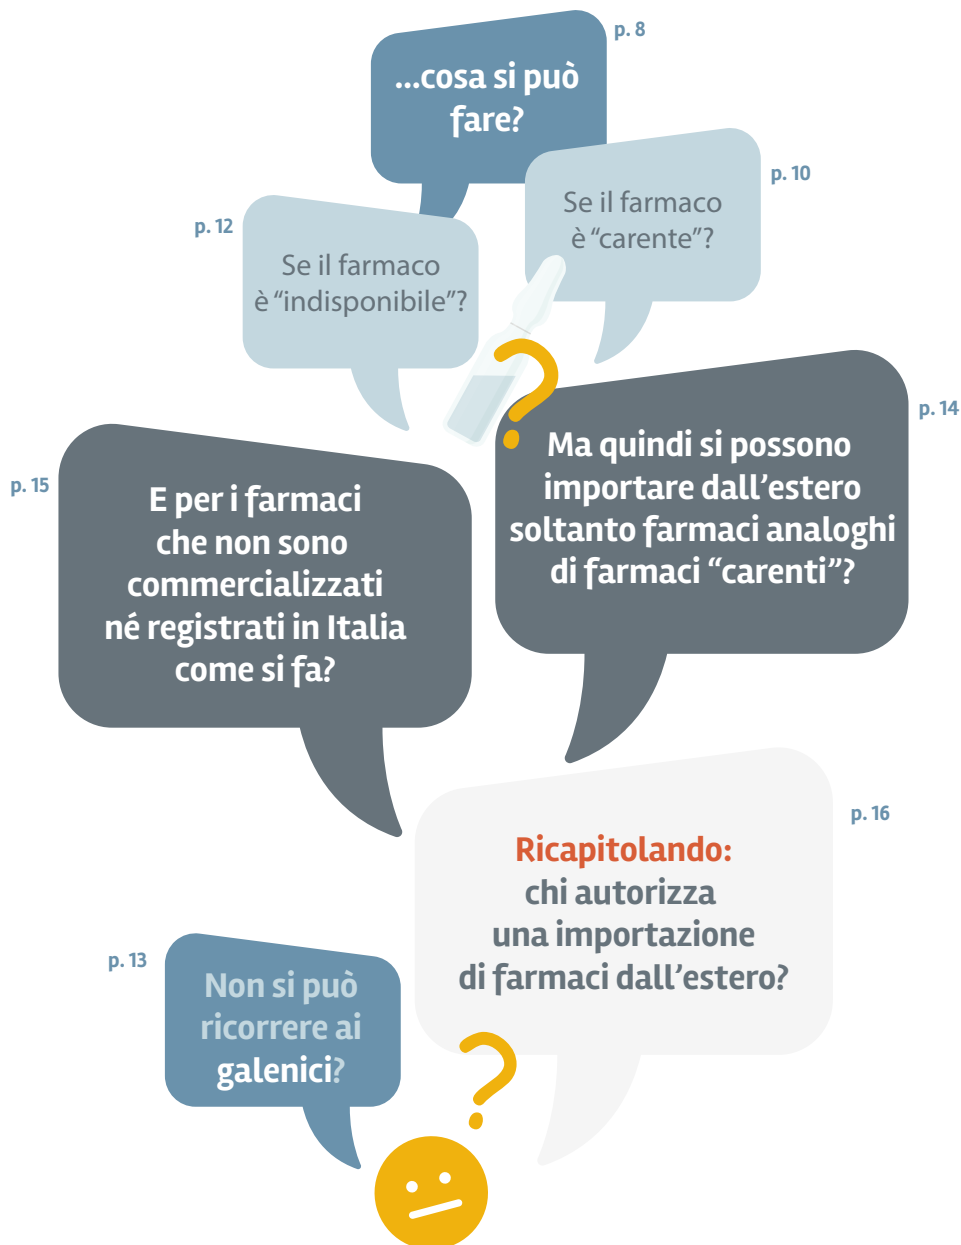 p. 8
...cosa si può
fare?
p. 10
Se il farmaco
è “carente”?
p. 12
Se il farmaco
è “indisponibile”?
p. 14
Ma quindi si possono
importare dall’estero
soltanto farmaci analoghi
di farmaci “carenti”?
p. 15
E per i farmaci
che non sono
commercializzati
né registrati in Italia
come si fa?
p. 16
Ricapitolando:
chi autorizza
una importazione
di farmaci dall’estero?
p. 13
Non si può
ricorrere ai
galenici?